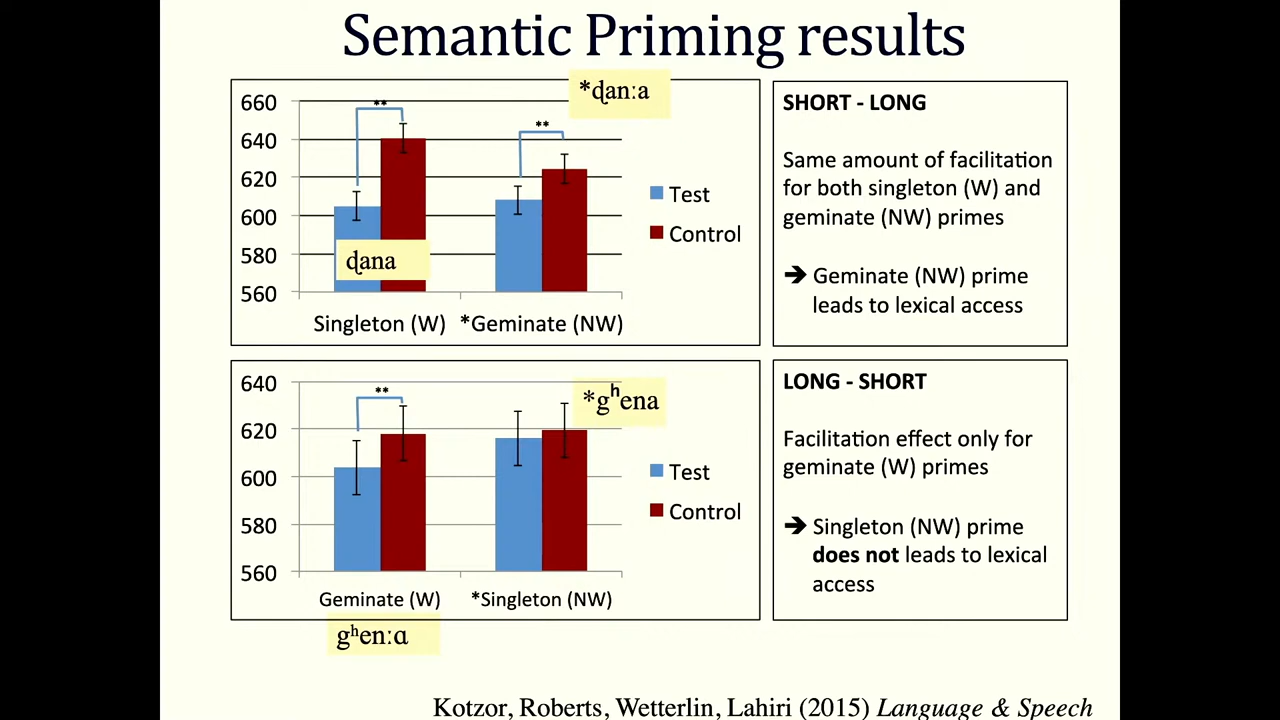 Semantic Priming results
*ɖanːa
660
640
620
600
580
560
**
**
ɖana
Test
Control
Singleton (W)
*Geminate (NW)
SHORT - LONG
Same amount of facilitation
for both singleton (W) and
geminate (NW) primes
➔ Geminate (NW) prime
leads to lexical access
640
620
600
580
560
**
*gʰena
Test
Control
Geminate (W)
*Singleton (NW)
gʰenːɑ
LONG - SHORT
Facilitation effect only for
geminate (W) primes
➔ Singleton (NW) prime
does not leads to lexical
access
Kotzor, Roberts, Wetterlin, Lahiri (2015) Language & Speech